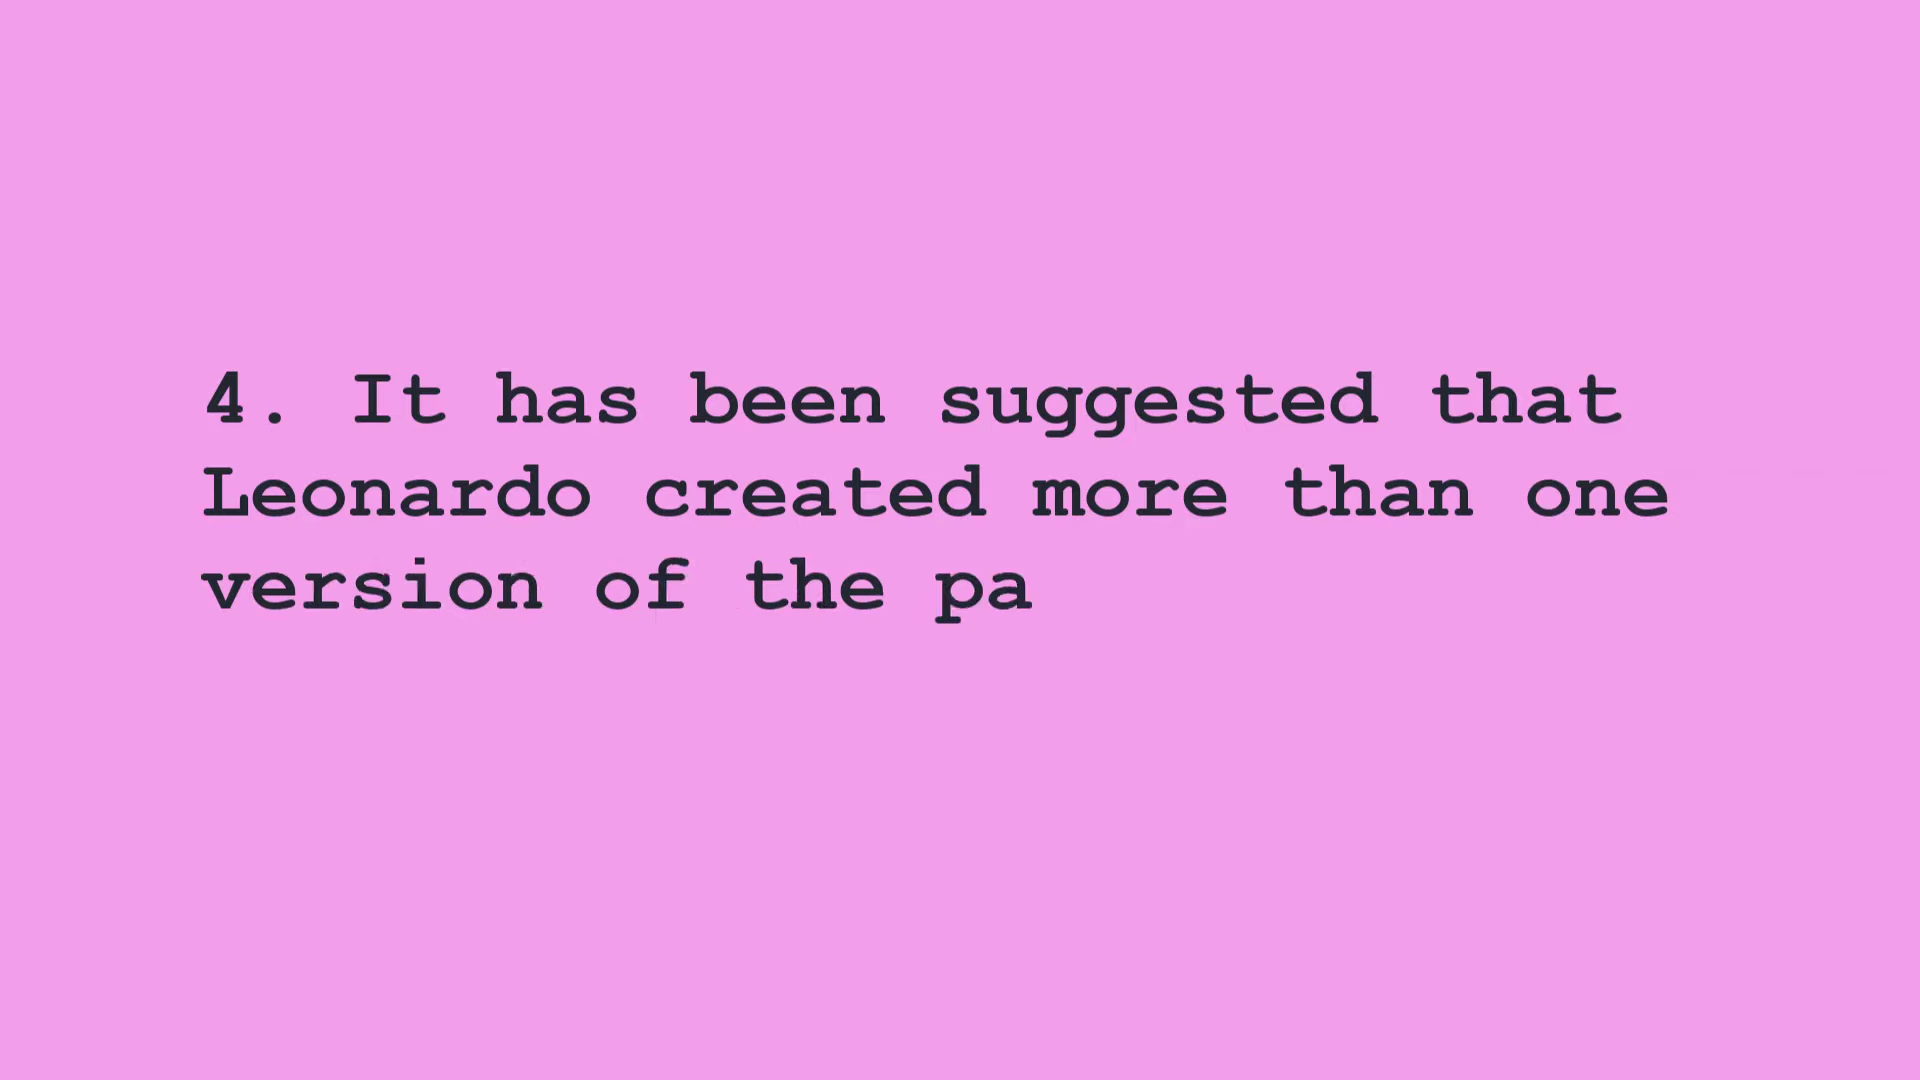 4. It has been suggested that
Leonardo created more than one
version of the pa